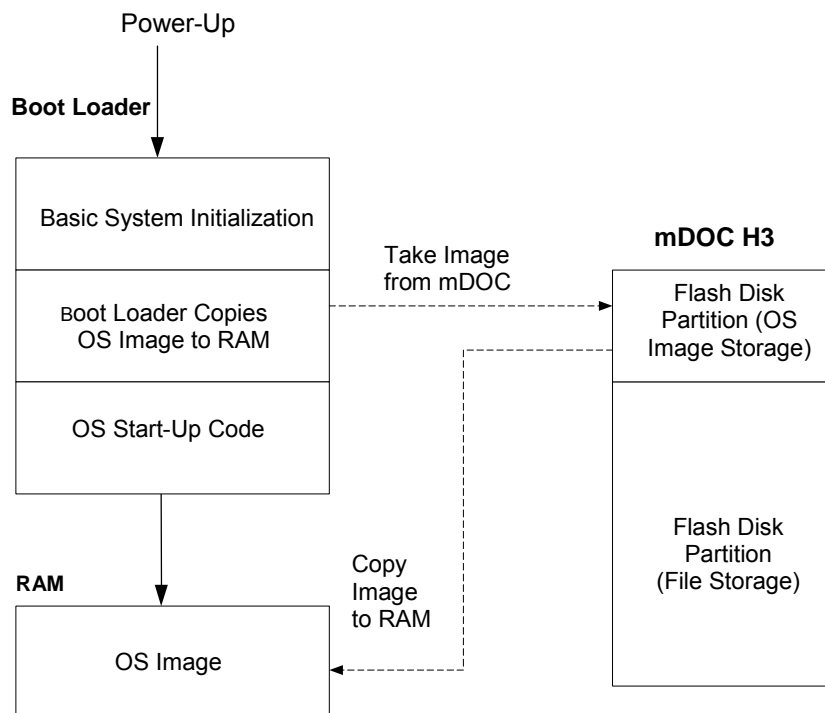 Power-Up
Boot Loader
Basic System Initialization
Boot Loader Copies
OS Image to RAM
OS Start-Up Code
Take Image
from mDOC
mDOC H3
Flash Disk
Partition (OS
Image Storage)
Flash Disk
Partition
(File Storage)
Copy
Image
to RAM
RAM
OS Image